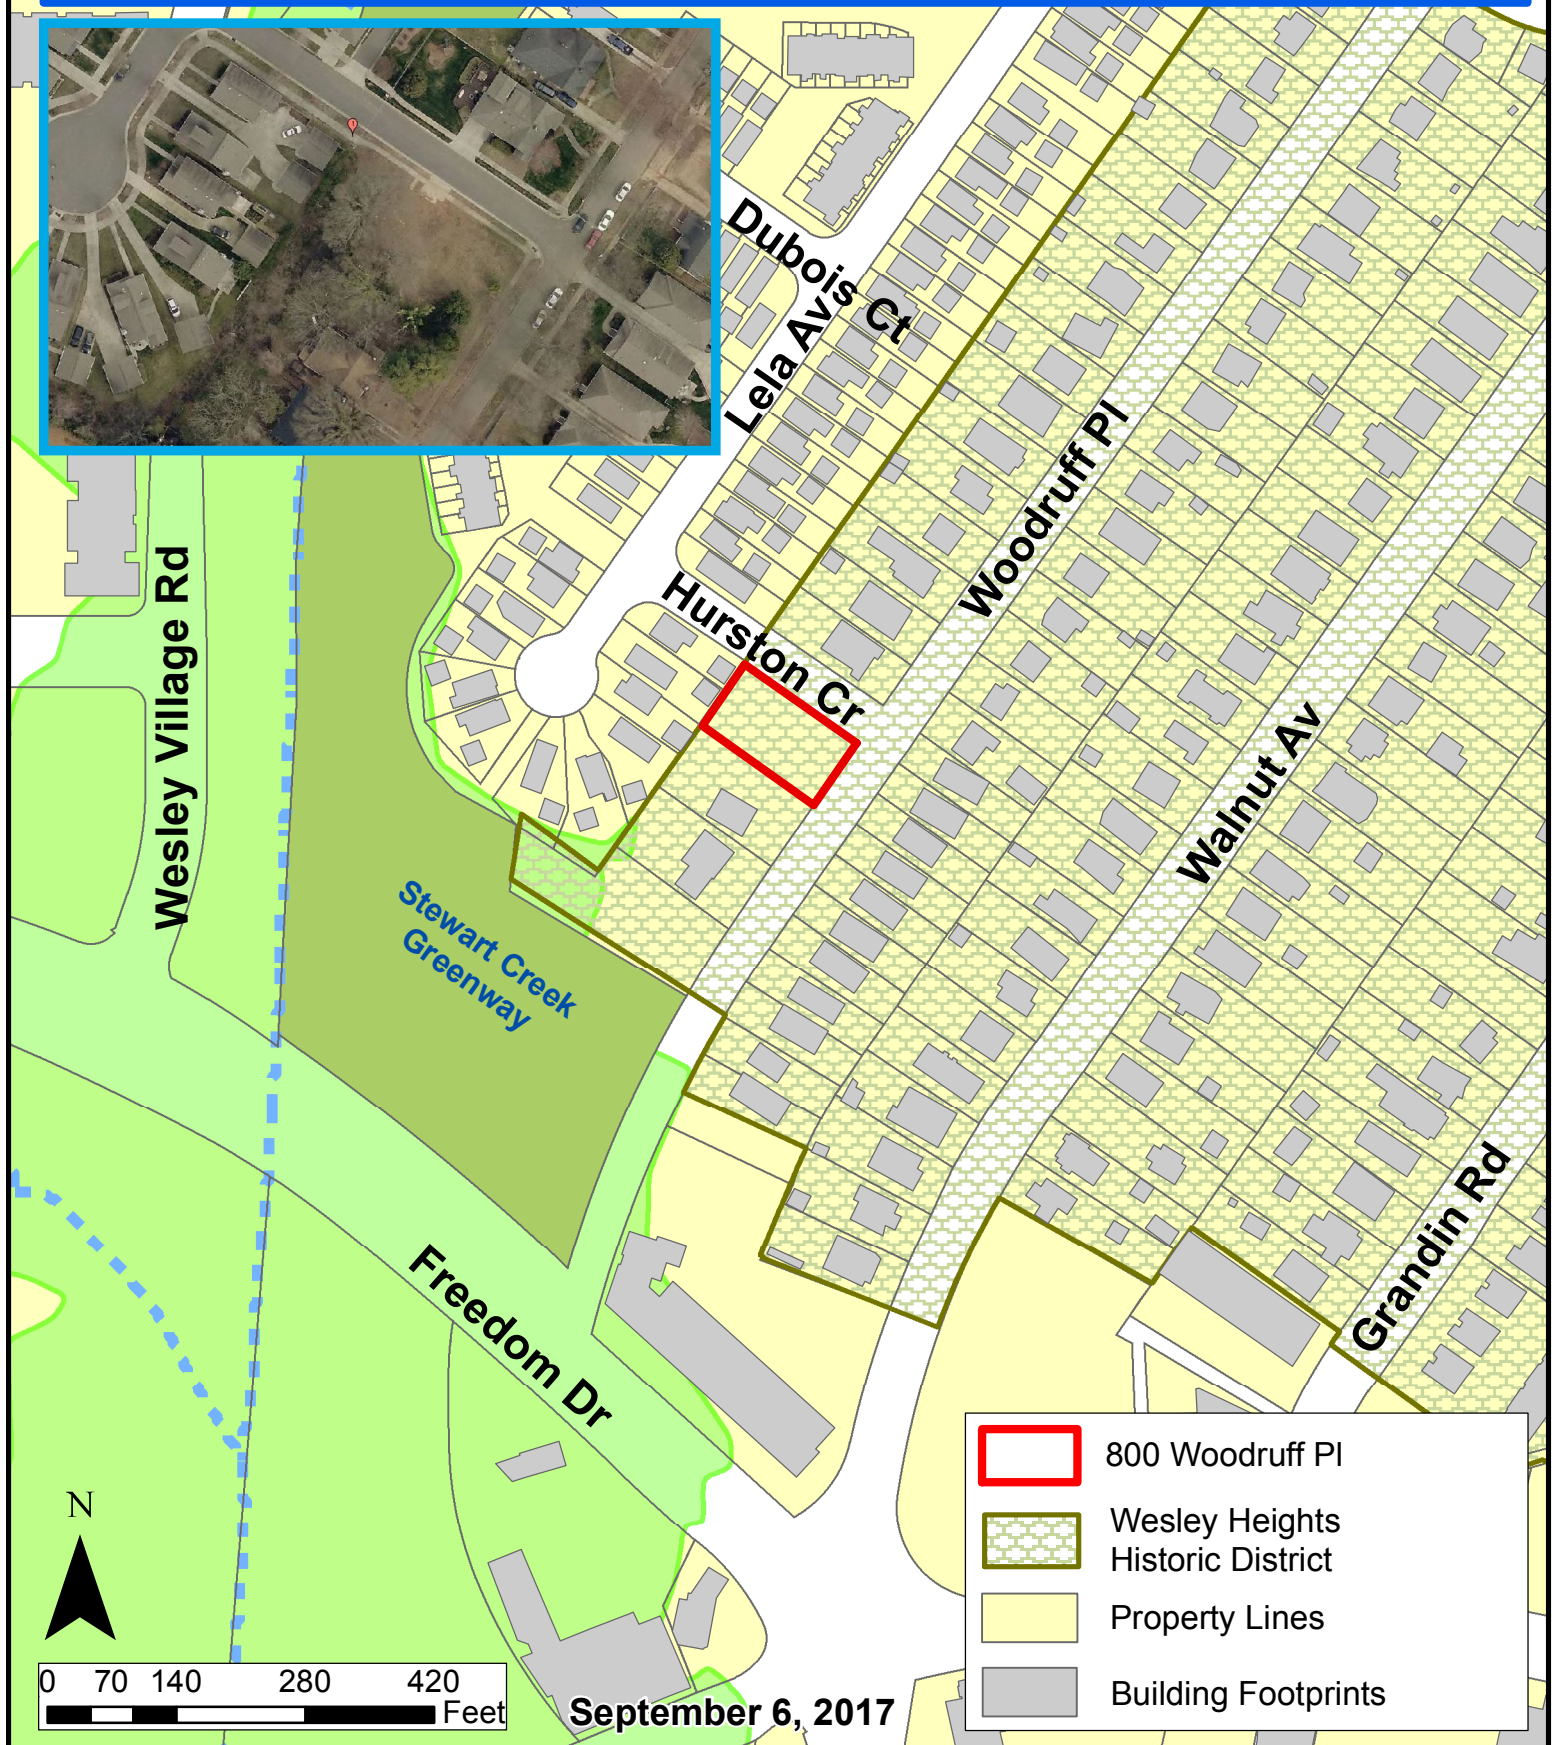 Dubois Ct
Lela Av
Woodruff Pl
Hurston Cr
Wesley Village Rd
Walnut Av
Stewart Creek
Greenway
Freedom Dr
Grandin Rd
800 Woodruff Pl
Wesley Heights
Historic District
Property Lines
Building Footprints
N
0 70 140 280 420
Feet
September 6, 2017